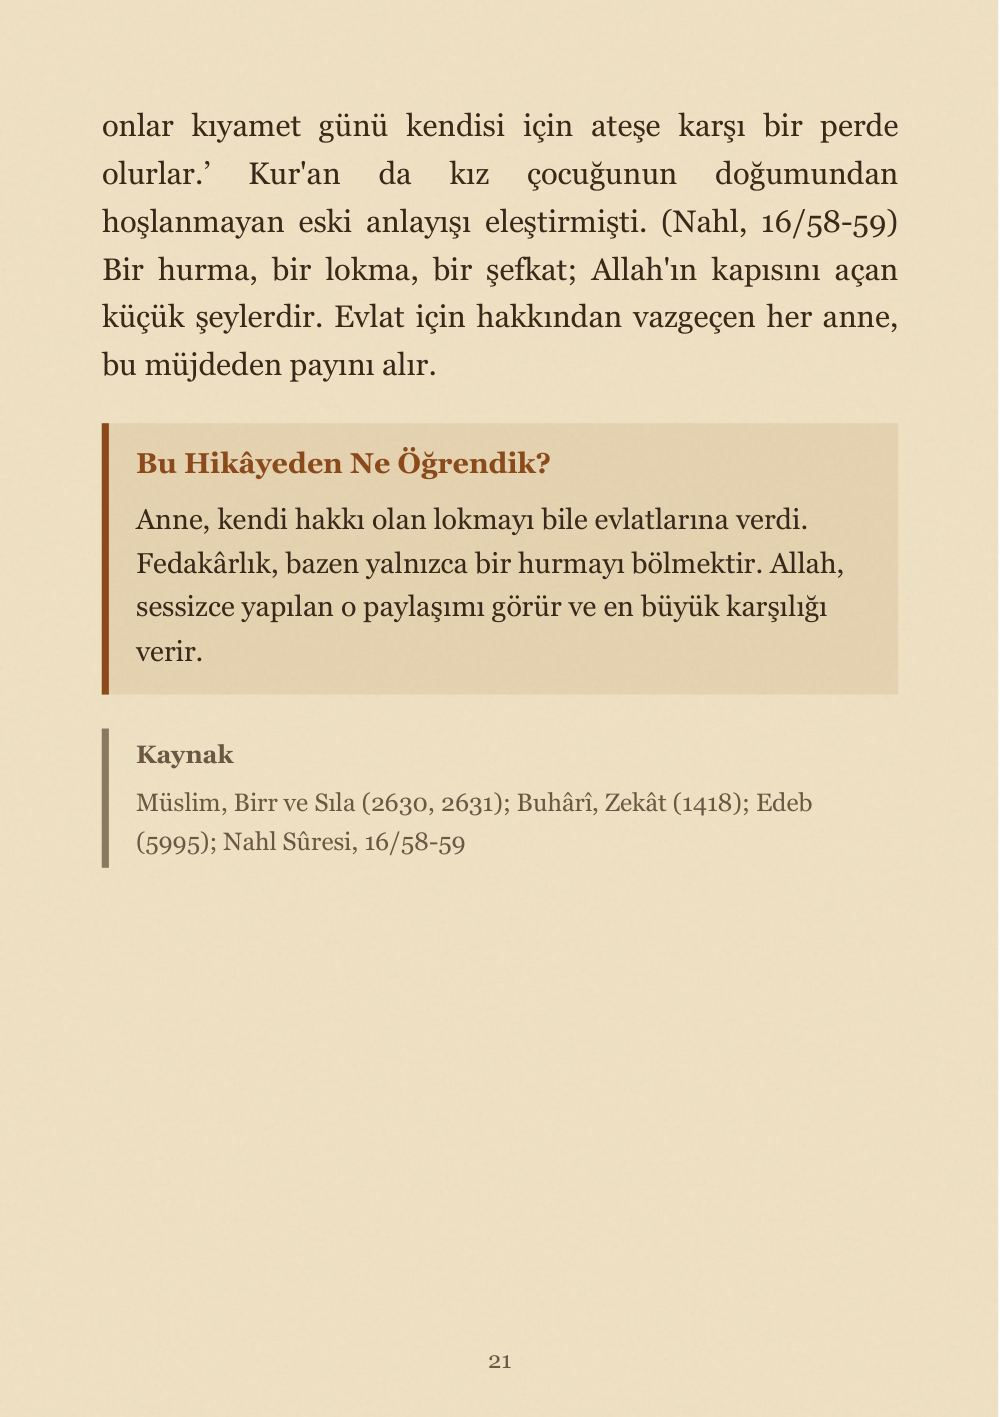 onlar kıyamet günü kendisi için ateşe karşı bir perde
olurlar.’ Kur'an da kız çocuğunun doğumundan
hoşlanmayan eski anlayışı eleştirmişti. (Nahl, 16/58-59)
Bir hurma, bir lokma, bir şefkat; Allah'ın kapısını açan
küçük şeylerdir. Evlat için hakkından vazgeçen her anne,
bu müjdeden payını alır.
Bu Hikâyeden Ne Öğrendik?
Anne, kendi hakkı olan lokmayı bile evlatlarına verdi.
Fedakârlık, bazen yalnızca bir hurmayı bölmektir. Allah,
sessizce yapılan o paylaşımı görür ve en büyük karşılığı
verir.
Kaynak
Müslim, Birr ve Sıla (2630, 2631); Buhârî, Zekât (1418); Edeb
(5995); Nahl Sûresi, 16/58-59
21